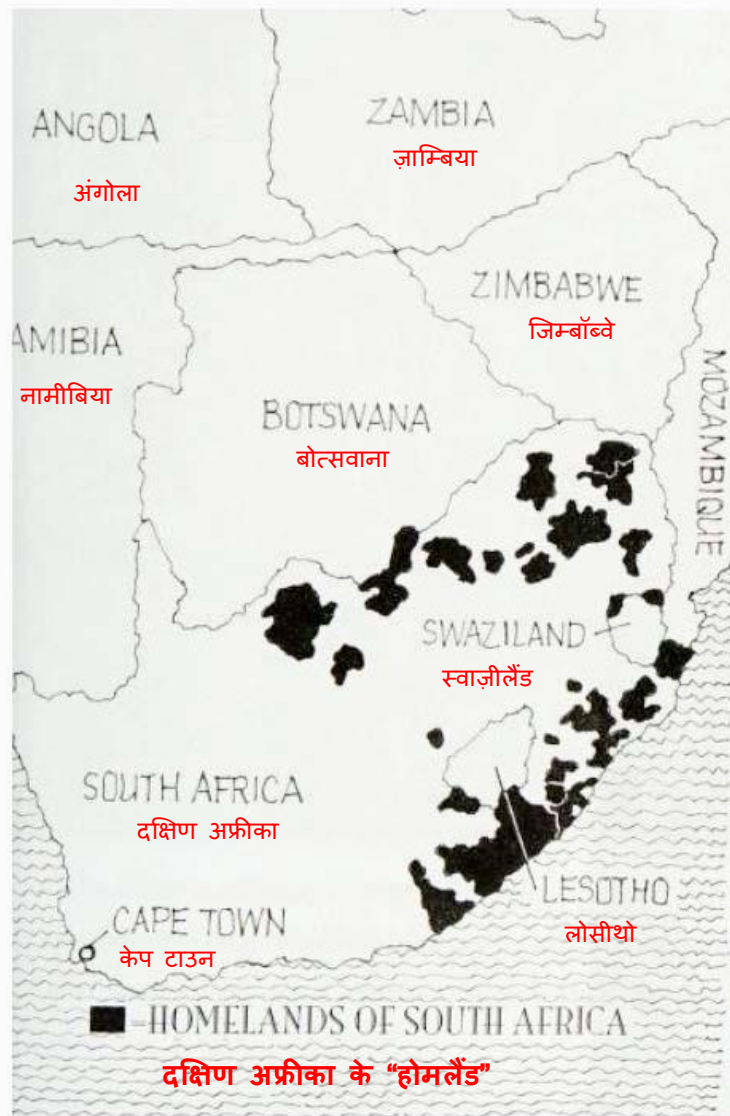 ANGOLA
अंगोला
ZAMBIA
ज़ाम्बिया
ZIMBABWE
जिम्बॉब्वे
AMIBIA
नामीबिया
BOTSWANA
बोत्सवाना
MOZAMBIQUE
SWAZILAND
स्वाज़ीलैंड
SOUTH AFRICA
दक्षिण अफ्रीका
LESOTHO
लोसीथो
CAPE TOWN
केप टाउन
-HOMELANDS OF SOUTH AFRICA
दक्षिण अफ्रीका के “होमलैंड”